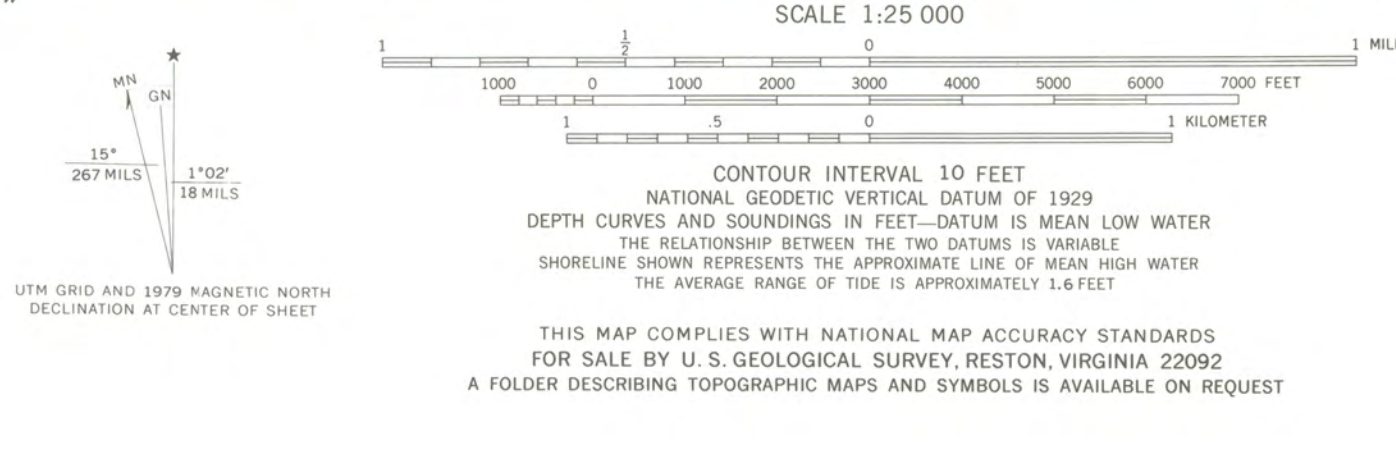 SCALE 1:25 000
1 ½ 0 1
1000 0 1000 2000 3000 4000 5000 6000 7000 FEET
1 .5 0 1 KILOMETER
CONTOUR INTERVAL 10 FEET
NATIONAL GEODETIC VERTICAL DATUM OF 1929
DEPTH CURVES AND SOUNDINGS IN FEET—DATUM IS MEAN LOW WATER
THE RELATIONSHIP BETWEEN THE TWO DATUMS IS VARIABLE
SHORELINE SHOWN REPRESENTS THE APPROXIMATE LINE OF MEAN HIGH WATER
THE AVERAGE RANGE OF TIDE IS APPROXIMATELY 1.6 FEET
MN
GN
15°
267 MILS
1°02′
18 MILS
UTM GRID AND 1979 MAGNETIC NORTH
DECLINATION AT CENTER OF SHEET
THIS MAP COMPLIES WITH NATIONAL MAP ACCURACY STANDARDS
FOR SALE BY U. S. GEOLOGICAL SURVEY, RESTON, VIRGINIA 22092
A FOLDER DESCRIBING TOPOGRAPHIC MAPS AND SYMBOLS IS AVAILABLE ON REQUEST